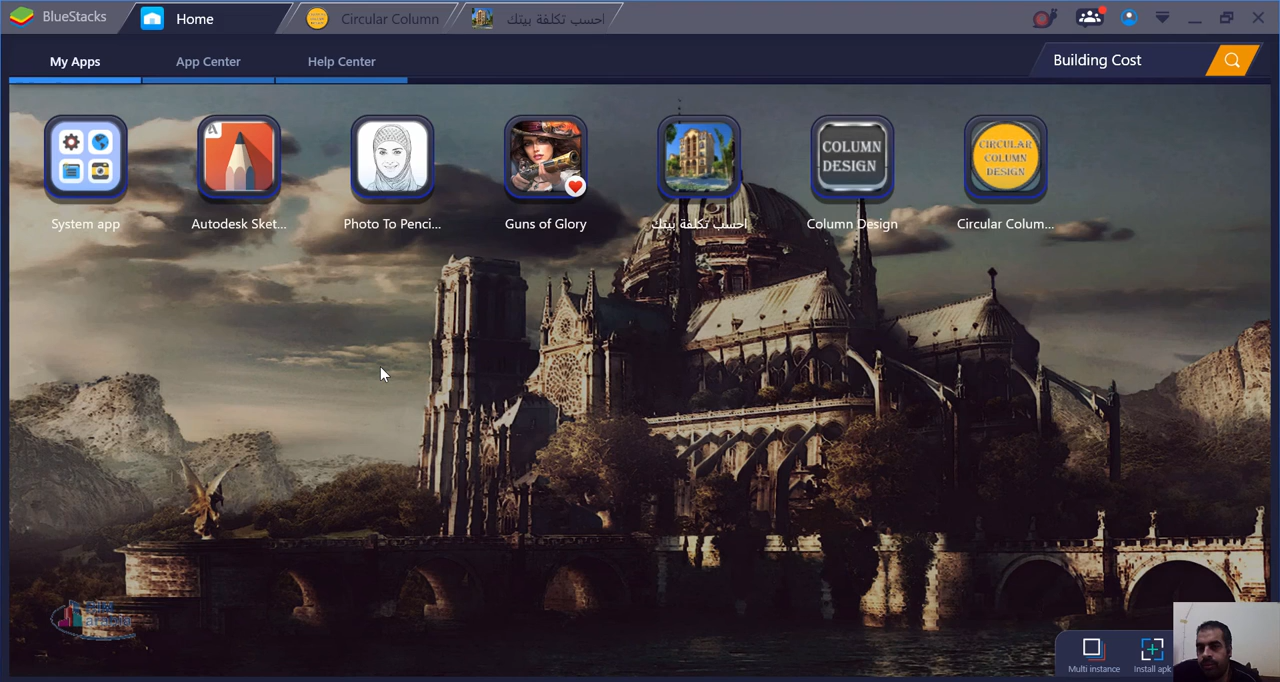 BlueStacks
Home
Circular Column
احسب تكلفة بيتك
My Apps
App Center
Help Center
Building Cost
COLUMN
DESIGN
CIRCULAR
COLUMN
DESIGN
System app
Autodesk Sket...
Photo To Penci...
Guns of Glory
احسب تكلفة بيتك
Column Design
Circular Colum...
Multi instance
Install apk